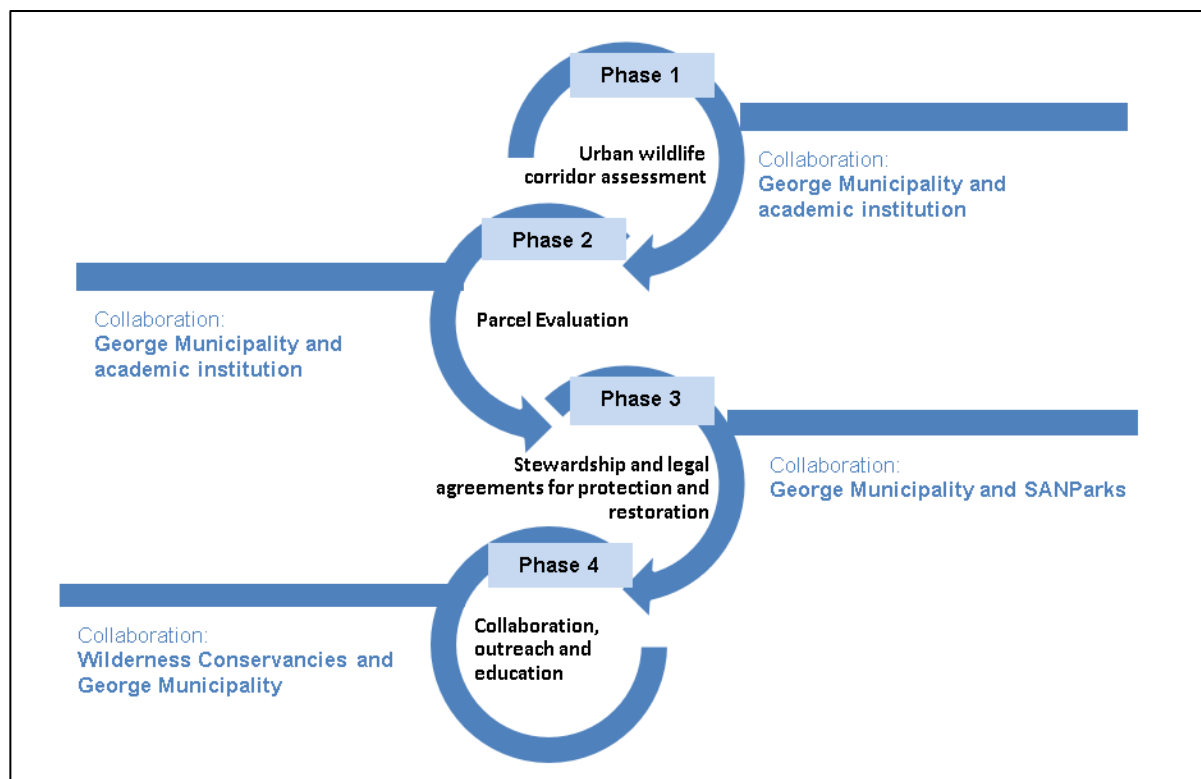 Phase 1
Urban wildlife
corridor assessment
Collaboration:
George Municipality and
academic institution
Phase 2
Parcel Evaluation
Collaboration:
George Municipality and
academic institution
Phase 3
Stewardship and legal
agreements for protection and
restoration
Collaboration:
George Municipality and SANParks
Phase 4
Collaboration,
outreach and
education
Collaboration:
Wilderness Conservancies and
George Municipality